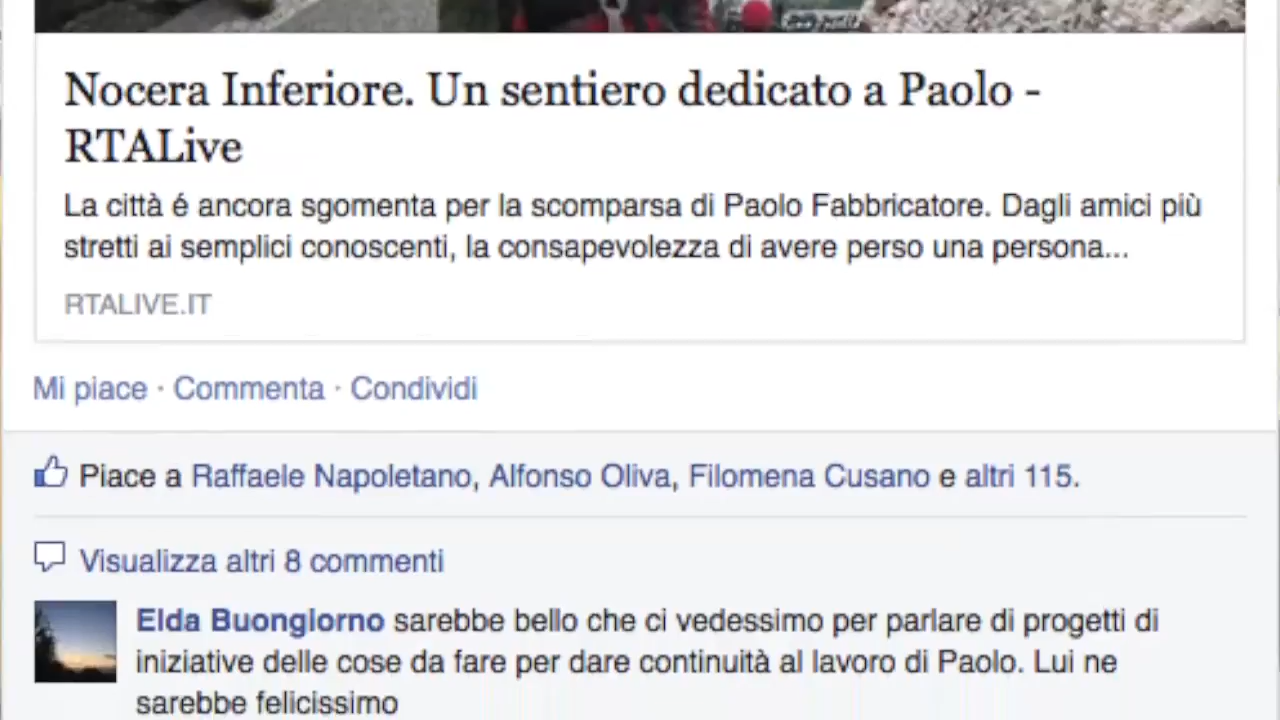 Nocera Inferiore. Un sentiero dedicato a Paolo -
RTALive
La città é ancora sgomenta per la scomparsa di Paolo Fabbricatore. Dagli amici più
stretti ai semplici conoscenti, la consapevolezza di avere perso una persona...
RTALIVE.IT
Mi piace · Commenta · Condividi
Piace a Raffaele Napoletano, Alfonso Oliva, Filomena Cusano e altri 115.
Visualizza altri 8 commenti
Elda Buongiorno sarebbe bello che ci vedessimo per parlare di progetti di
iniziative delle cose da fare per dare continuità al lavoro di Paolo. Lui ne
sarebbe felicissimo